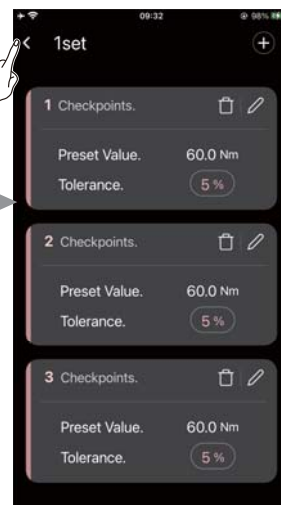 09:32
98%
1set
1 Checkpoints.
Preset Value. 60.0 Nm
Tolerance. 5 %
2 Checkpoints.
Preset Value. 60.0 Nm
Tolerance. 5 %
3 Checkpoints.
Preset Value. 60.0 Nm
Tolerance. 5 %